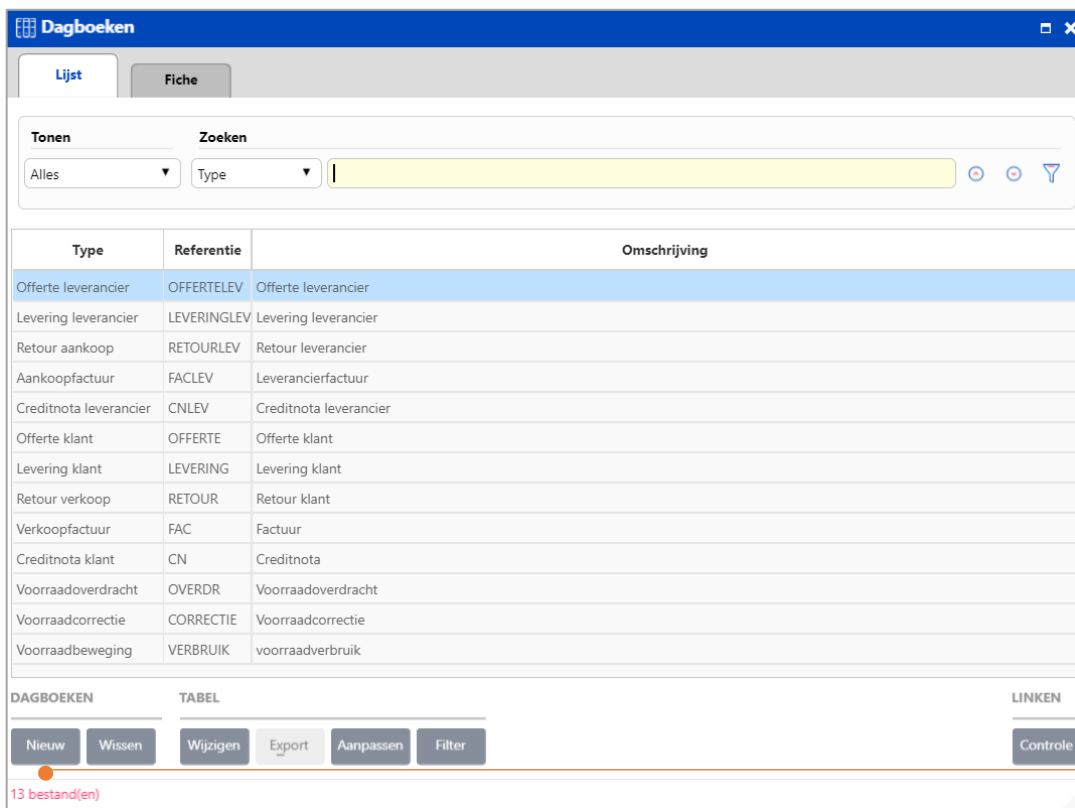 Dagboeken
Lijst Fiche
Tonen Zoeken
Alles Type
Type Referentie Omschrijving
Offerte leverancier OFFERTELEV Offerte leverancier
Levering leverancier LEVERINGLEV Levering leverancier
Retour aankoop RETOURLEV Retour leverancier
Aankoopfactuur FACLEV Leverancierfactuur
Creditnota leverancier CNLEV Creditnota leverancier
Offerte klant OFFERTE Offerte klant
Levering klant LEVERING Levering klant
Retour verkoop RETOUR Retour klant
Verkoopfactuur FAC Factuur
Creditnota klant CN Creditnota
Voorraadoverdracht OVERDR Voorraadoverdracht
Voorraadcorrectie CORRECTIE Voorraadcorrectie
Voorraadbeweging VERBRUIK voorraadverbruik
DAGBOEKEN TABEL LINKEN
Nieuw Wissen Wijzigen Export Aanpassen Filter Controle
13 bestand(en)